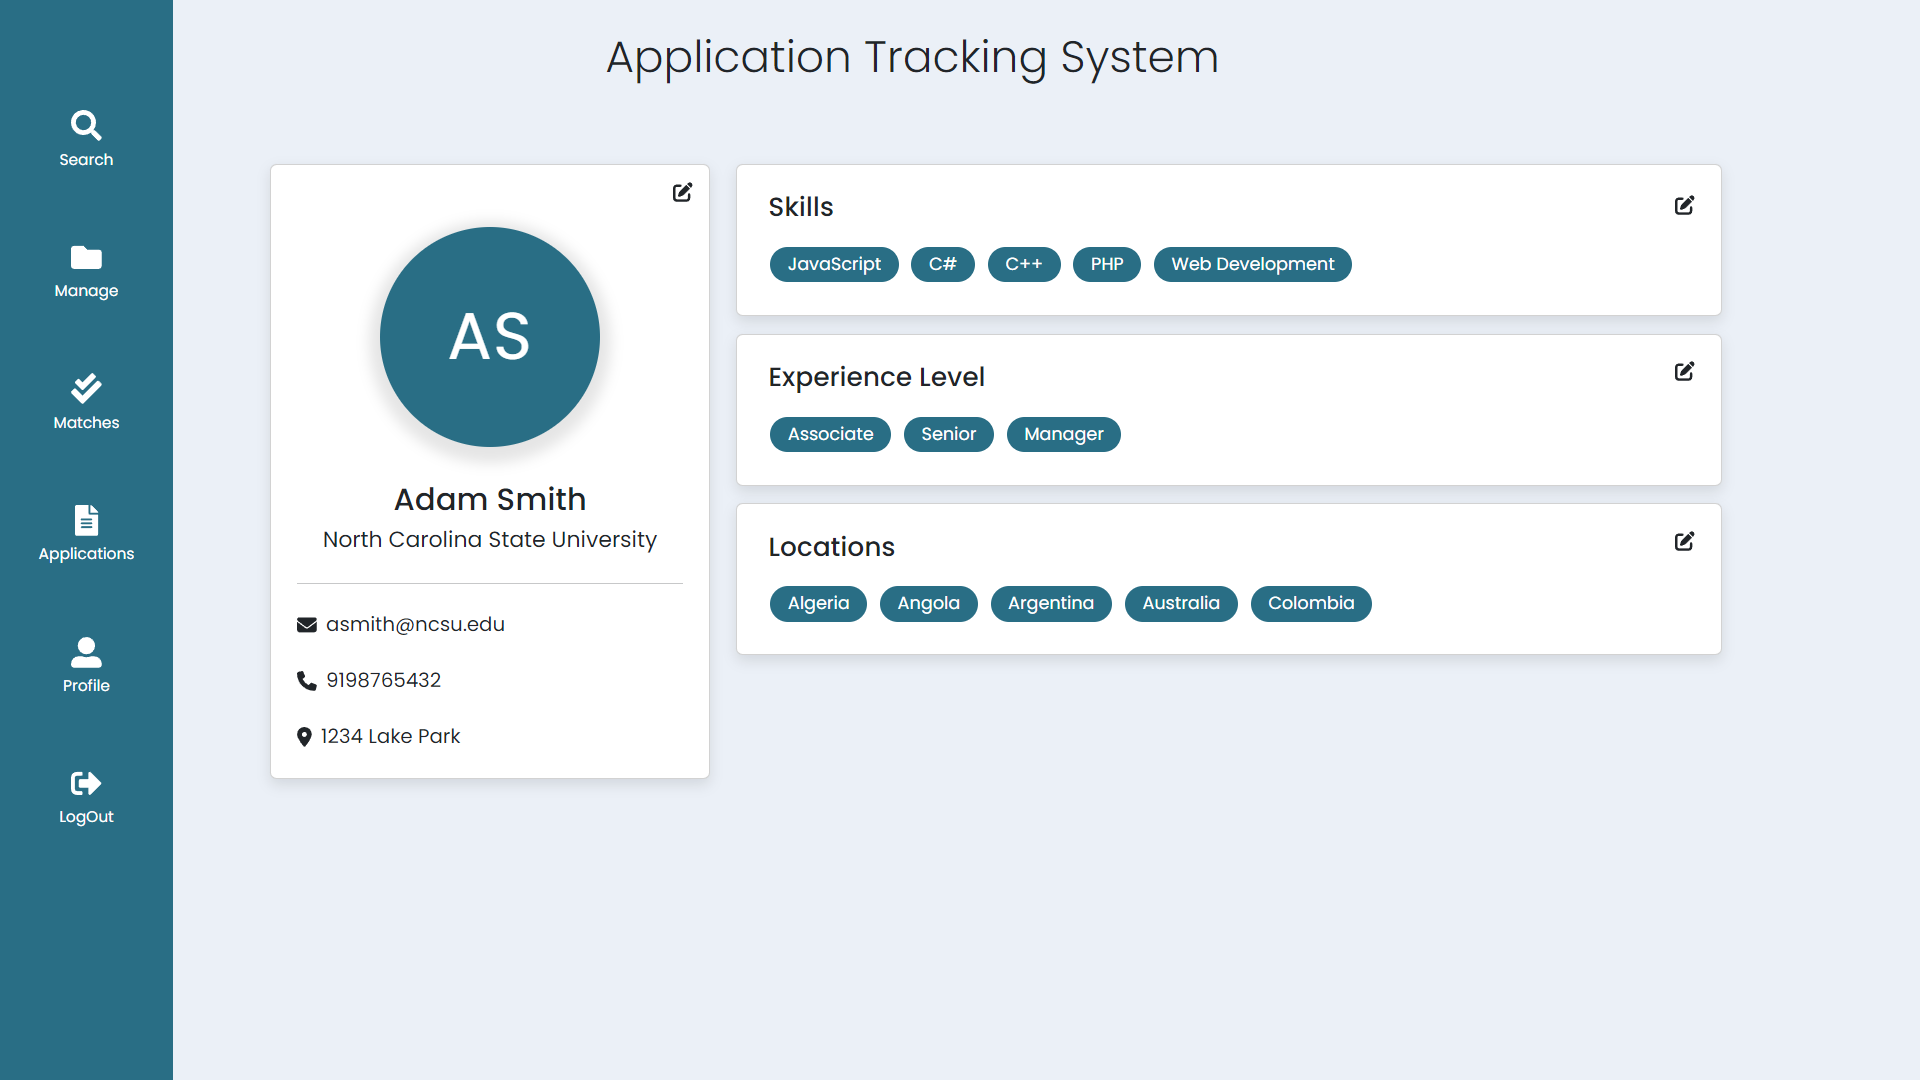 Application Tracking System
Search
Manage
Matches
Applications
Profile
LogOut
AS
Adam Smith
North Carolina State University
asmith@ncsu.edu
9198765432
1234 Lake Park
Skills
JavaScript C# C++ PHP Web Development
Experience Level
Associate Senior Manager
Locations
Algeria Angola Argentina Australia Colombia